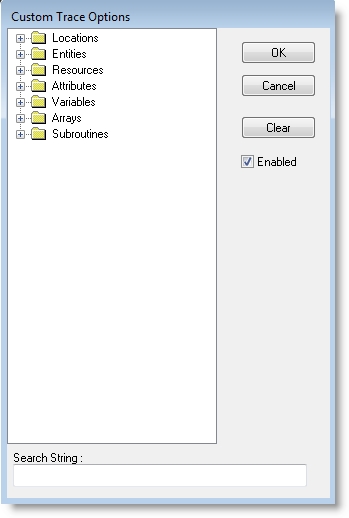 Custom Trace Options
Locations
Entities
Resources
Attributes
Variables
Arrays
Subroutines
OK
Cancel
Clear
Enabled
Search String :